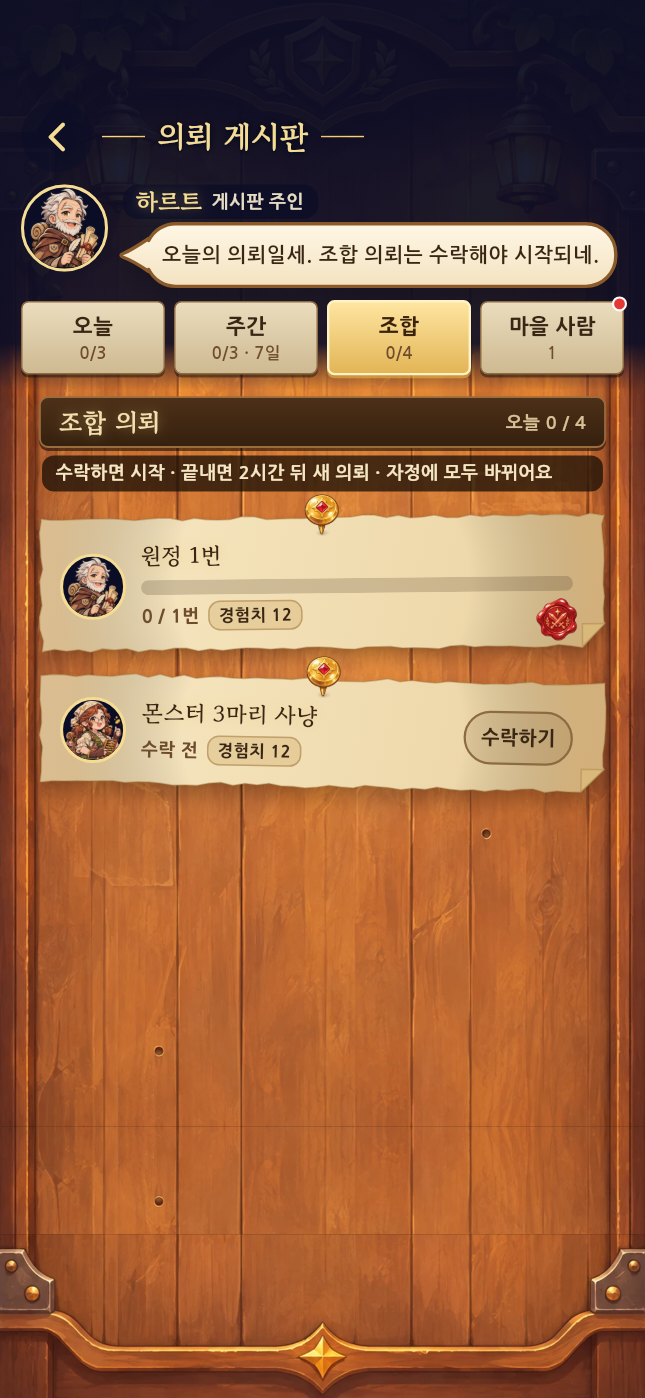 의뢰 게시판
하르트 게시판 주인
오늘의 의뢰일세. 조합 의뢰는 수락해야 시작되네.
오늘
0/3
주간
0/3 · 7일
조합
0/4
마을 사람
1
조합 의뢰
오늘 0 / 4
수락하면 시작 · 끝내면 2시간 뒤 새 의뢰 · 자정에 모두 바뀌어요
원정 1번
0 / 1번 경험치 12
몬스터 3마리 사냥
수락 전 경험치 12
수락하기